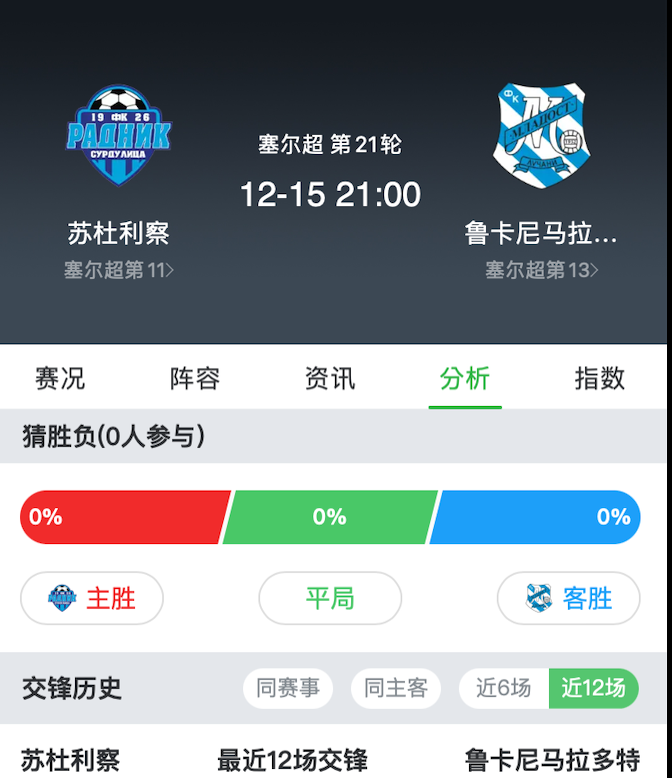 19 ФК 26
РАДНИК
СУРДУЛИЦА
ФК
МЛАДОСТ
ЛУЧАНИ
塞尔超 第21轮
12-15 21:00
苏杜利察
鲁卡尼马拉...
塞尔超第11>
塞尔超第13>
赛况 阵容 资讯 分析 指数
猜胜负(0人参与)
0% 0% 0%
主胜 平局 客胜
交锋历史 同赛事 同主客 近6场 近12场
苏杜利察 最近12场交锋 鲁卡尼马拉多特